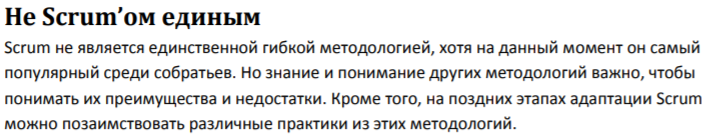 Не Scrum’ом единым
Scrum не является единственной гибкой методологией, хотя на данный момент он самый
популярный среди собратьев. Но знание и понимание других методологий важно, чтобы
понимать их преимущества и недостатки. Кроме того, на поздних этапах адаптации Scrum
можно позаимствовать различные практики из этих методологий.